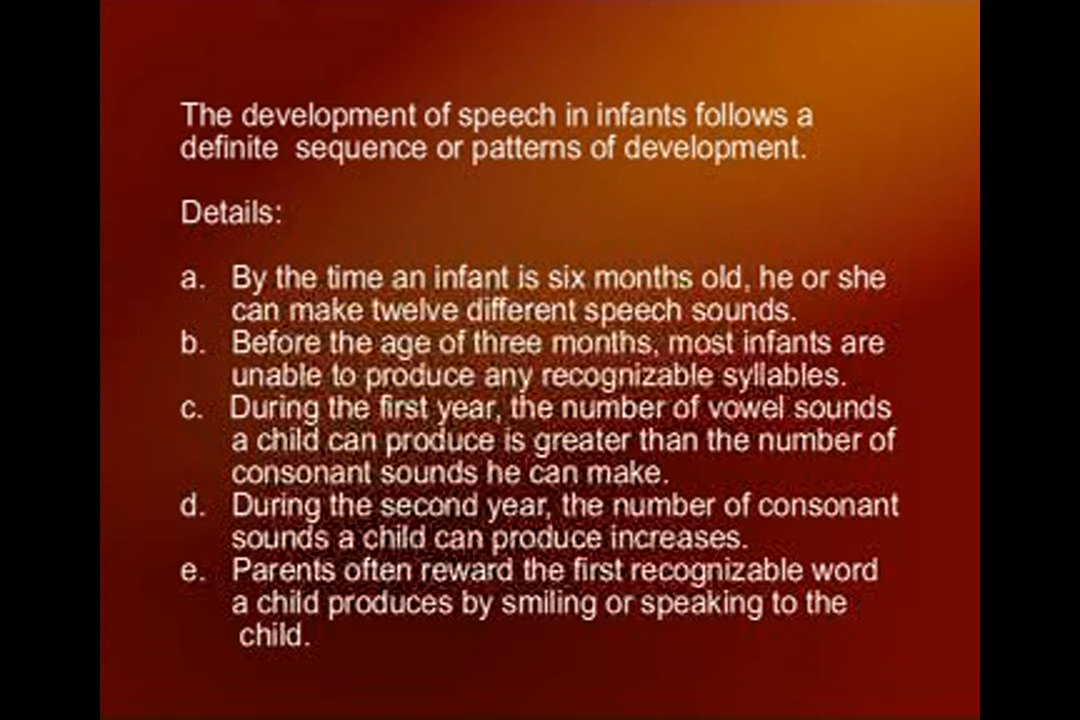 The development of speech in infants follows a
definite sequence or patterns of development.
Details:
a. By the time an infant is six months old, he or she
can make twelve different speech sounds.
b. Before the age of three months, most infants are
unable to produce any recognizable syllables.
c. During the first year, the number of vowel sounds
a child can produce is greater than the number of
consonant sounds he can make.
d. During the second year, the number of consonant
sounds a child can produce increases.
e. Parents often reward the first recognizable word
a child produces by smiling or speaking to the
child.